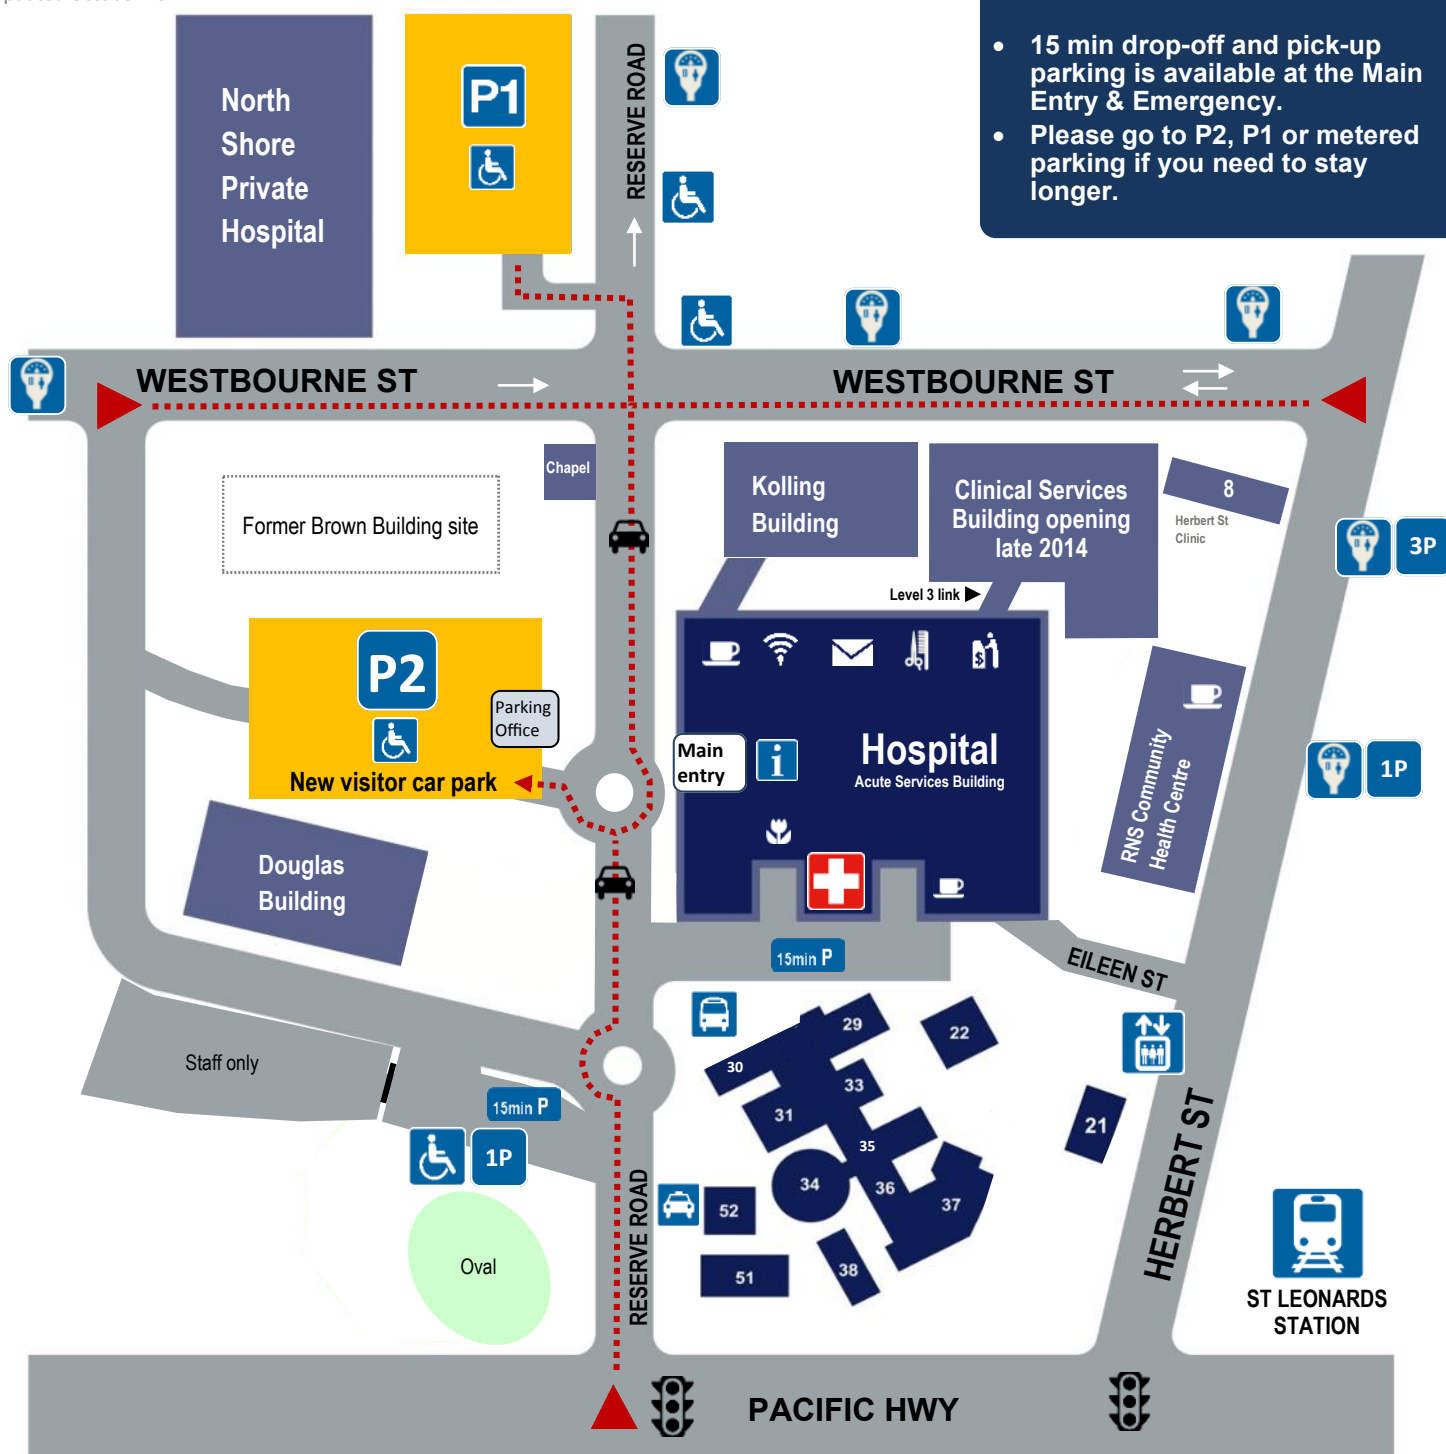 • 15 min drop-off and pick-up
parking is available at the Main
Entry & Emergency.
• Please go to P2, P1 or metered
parking if you need to stay
longer.
North
Shore
Private
Hospital
P1
RESERVE ROAD
WESTBOURNE ST
WESTBOURNE ST
Chapel
Former Brown Building site
Kolling
Building
Clinical Services
Building opening
late 2014
8
Herbert St
Clinic
3P
Level 3 link
P2
Parking
Office
New visitor car park
Main
entry
i
Hospital
Acute Services Building
$
RNS Community
Health Centre
1P
Douglas
Building
15min P
EILEEN ST
Staff only
15min P
1P
29
22
30
33
31
35
21
34
36
37
52
38
51
HERBERT ST
RESERVE ROAD
Oval
ST LEONARDS
STATION
PACIFIC HWY